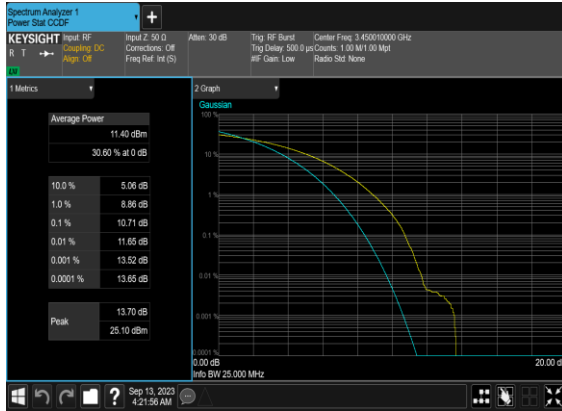 Spectrum Analyzer 1
Power Stat CCDF
+
KEYSIGHT Input: RF Input Z: 50 Ω Atten: 30 dB Trig: RF Burst Center Freq: 3.450010000 GHz
R T Coupling: DC Corrections: Off Trig Delay: 500.0 µs Counts: 1.00 M/1.00 Mpt
Align: Off Freq Ref: Int (S) #IF Gain: Low Radio Std: None
LV
1 Metrics
2 Graph
Gaussian
Average Power
11.40 dBm
30.60 % at 0 dB
10.0 % 5.06 dB
1.0 % 8.86 dB
0.1 % 10.71 dB
0.01 % 11.65 dB
0.001 % 13.52 dB
0.0001 % 13.65 dB
Peak
13.70 dB
25.10 dBm
100 %
10 %
1 %
0.1 %
0.01 %
0.001 %
0.0001 %
0.00 dB 20.00 d
Info BW 25.000 MHz
? Sep 13, 2023
4:21:56 AM